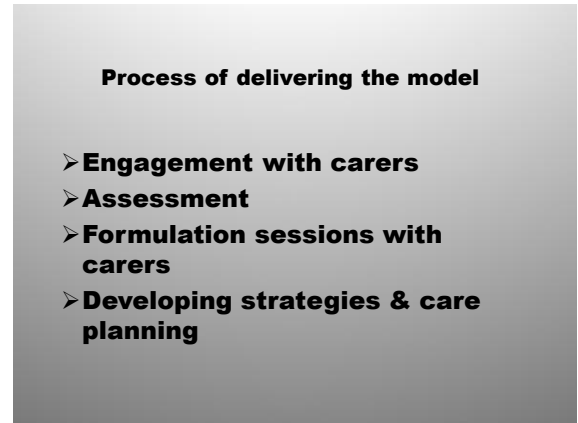 Process of delivering the model
➢Engagement with carers
➢Assessment
➢Formulation sessions with
carers
➢Developing strategies & care
planning